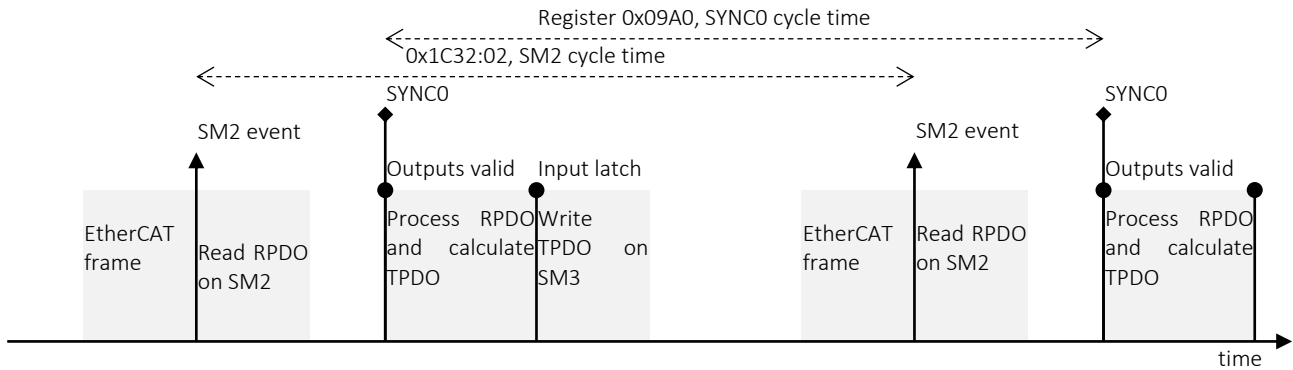 Register 0x09A0, SYNC0 cycle time
0x1C32:02, SM2 cycle time
SYNC0
SYNC0
SM2 event
SM2 event
Outputs valid
Input latch
Outputs valid
EtherCAT
frame
Read RPDO
on SM2
Process RPDO
and calculate
TPDO
Write
TPDO on
SM3
EtherCAT
frame
Read RPDO
on SM2
Process RPDO
and calculate
TPDO
time